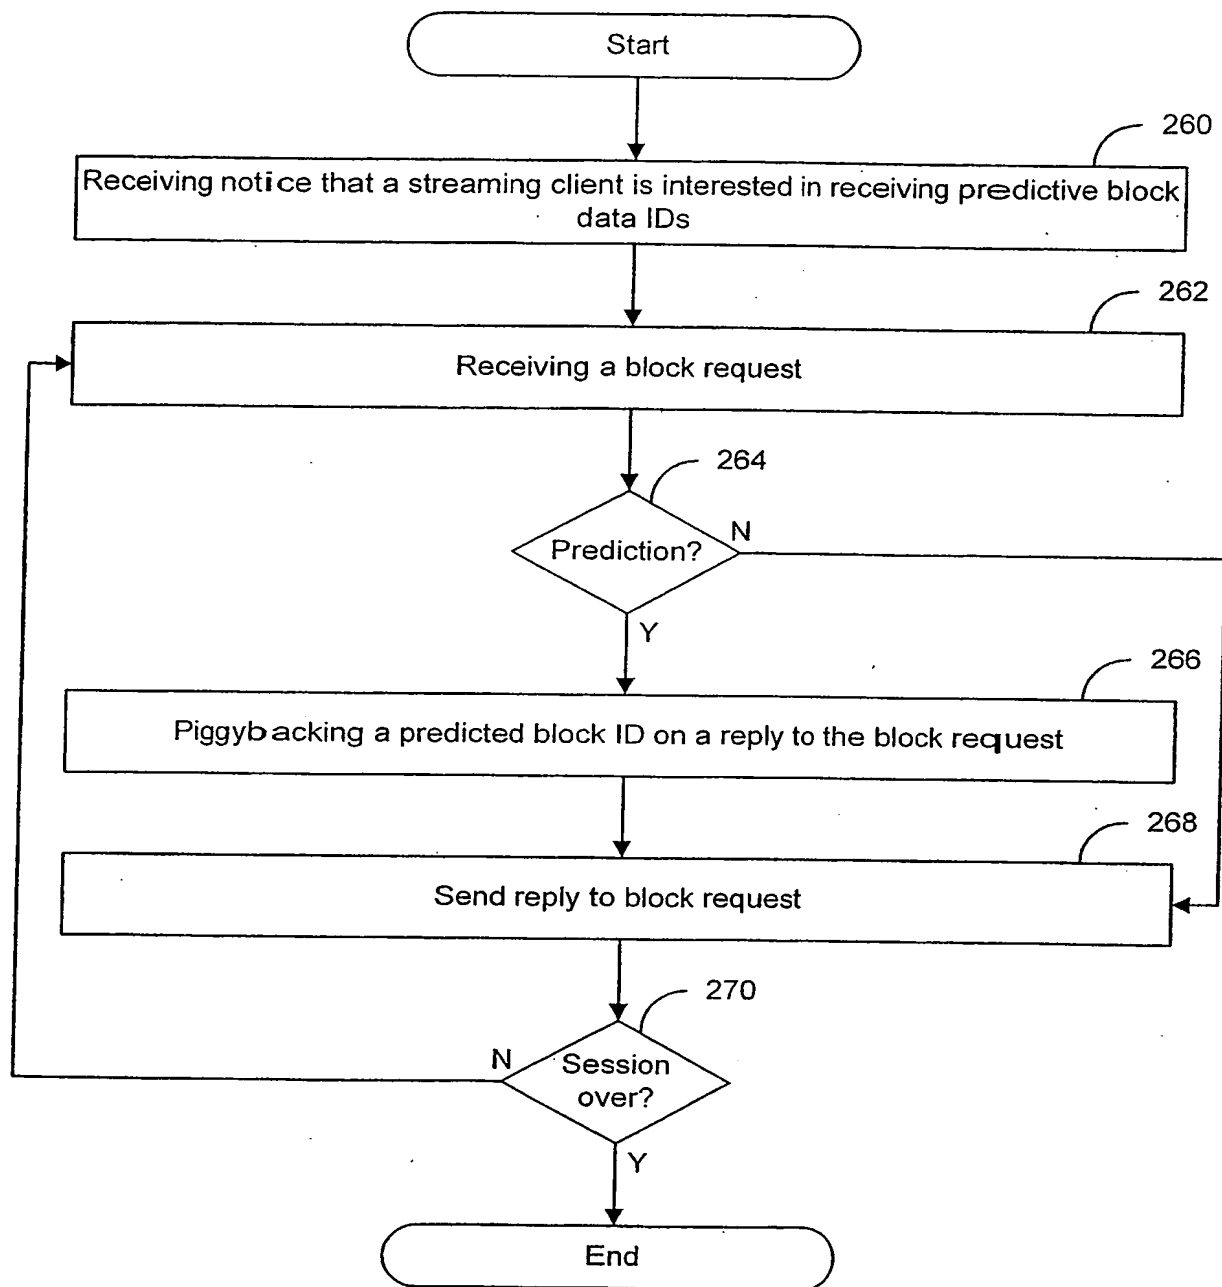 Start
260
Receiving notice that a streaming client is interested in receiving predictive block
data IDs
262
Receiving a block request
264
Prediction?
N
Y
266
Piggybacking a predicted block ID on a reply to the block request
268
Send reply to block request
270
N
Session
over?
Y
End